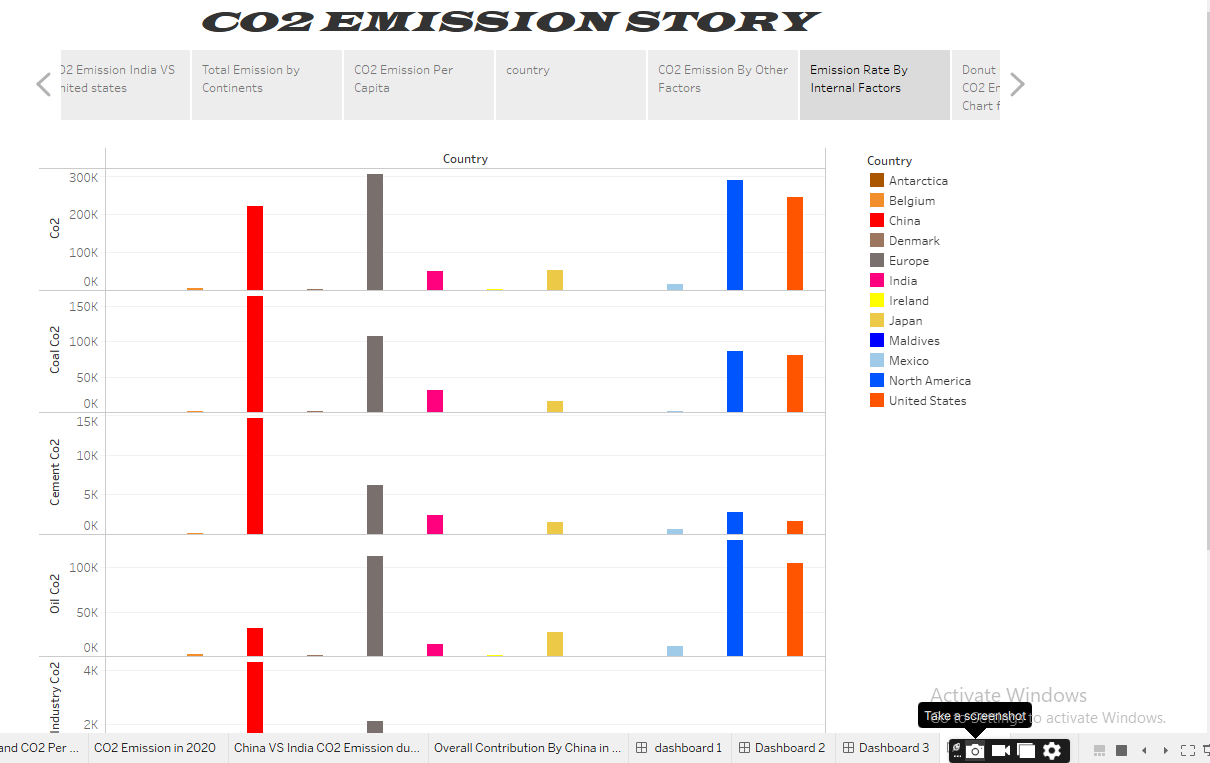 CO2 EMISSION STORY
O2 Emission India VS
nited states
Total Emission by
Continents
CO2 Emission Per
Capita
country
CO2 Emission By Other
Factors
Emission Rate By
Internal Factors
Donut
CO2 Er
Chart f
Country
Co2
300K
200K
100K
0K
Coal Co2
150K
100K
50K
0K
Cement Co2
15K
10K
5K
0K
Oil Co2
100K
50K
0K
Industry Co2
4K
2K
Country
Antarctica
Belgium
China
Denmark
Europe
India
Ireland
Japan
Maldives
Mexico
North America
United States
Activate Windows
Go to Settings to activate Windows.
Take a screenshot
and CO2 Per ...
CO2 Emission in 2020
China VS India CO2 Emission du...
Overall Contribution By China in ...
dashboard 1
Dashboard 2
Dashboard 3